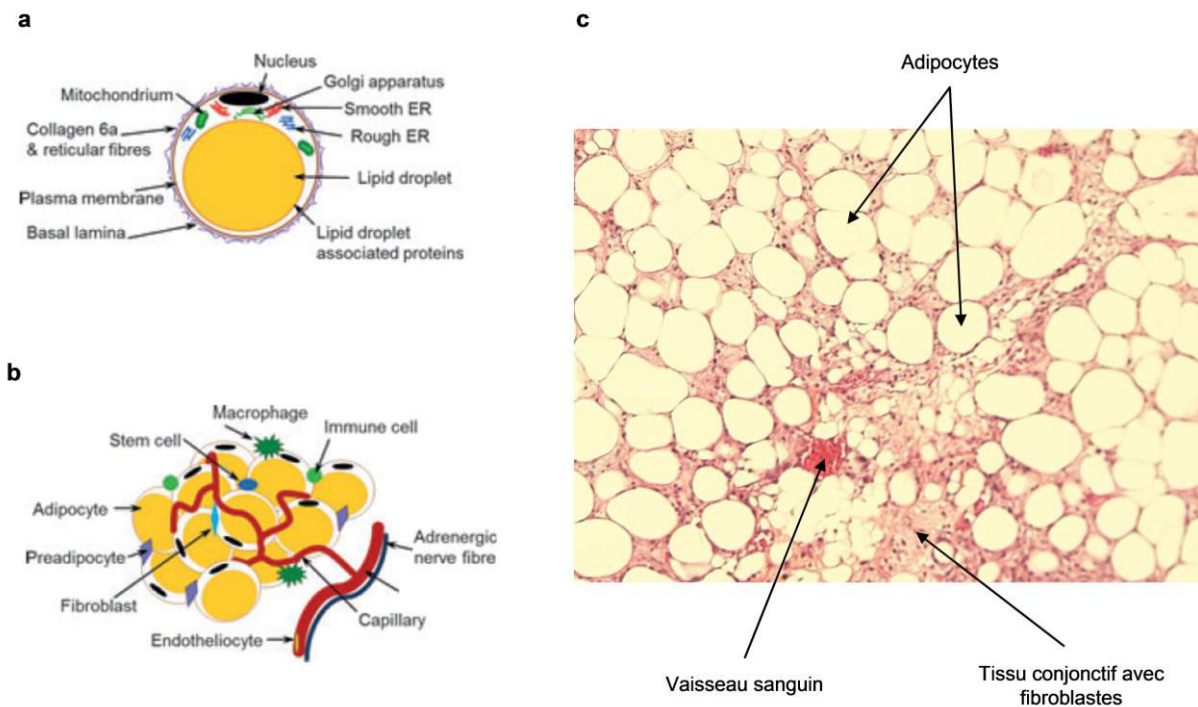 a
Nucleus
Golgi apparatus
Mitochondrium
Smooth ER
Collagen 6a
& reticular fibres
Rough ER
Lipid droplet
Plasma membrane
Basal lamina
Lipid droplet
associated proteins
b
Macrophage
Stem cell
Immune cell
Adipocyte
Adrenergic
nerve fibre
Preadipocyte
Fibroblast
Capillary
Endotheliocyte
c
Adipocytes
Vaisseau sanguin
Tissu conjonctif avec
fibroblastes